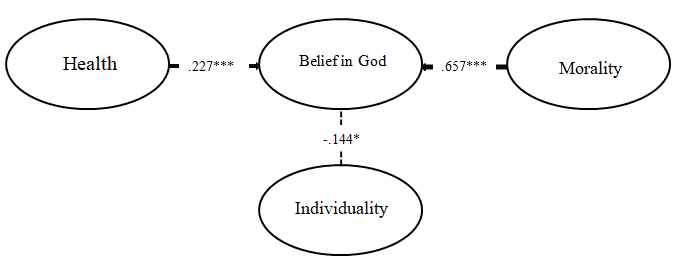 Health
.227***
Belief in God
.657***
Morality
-.144*
Individuality